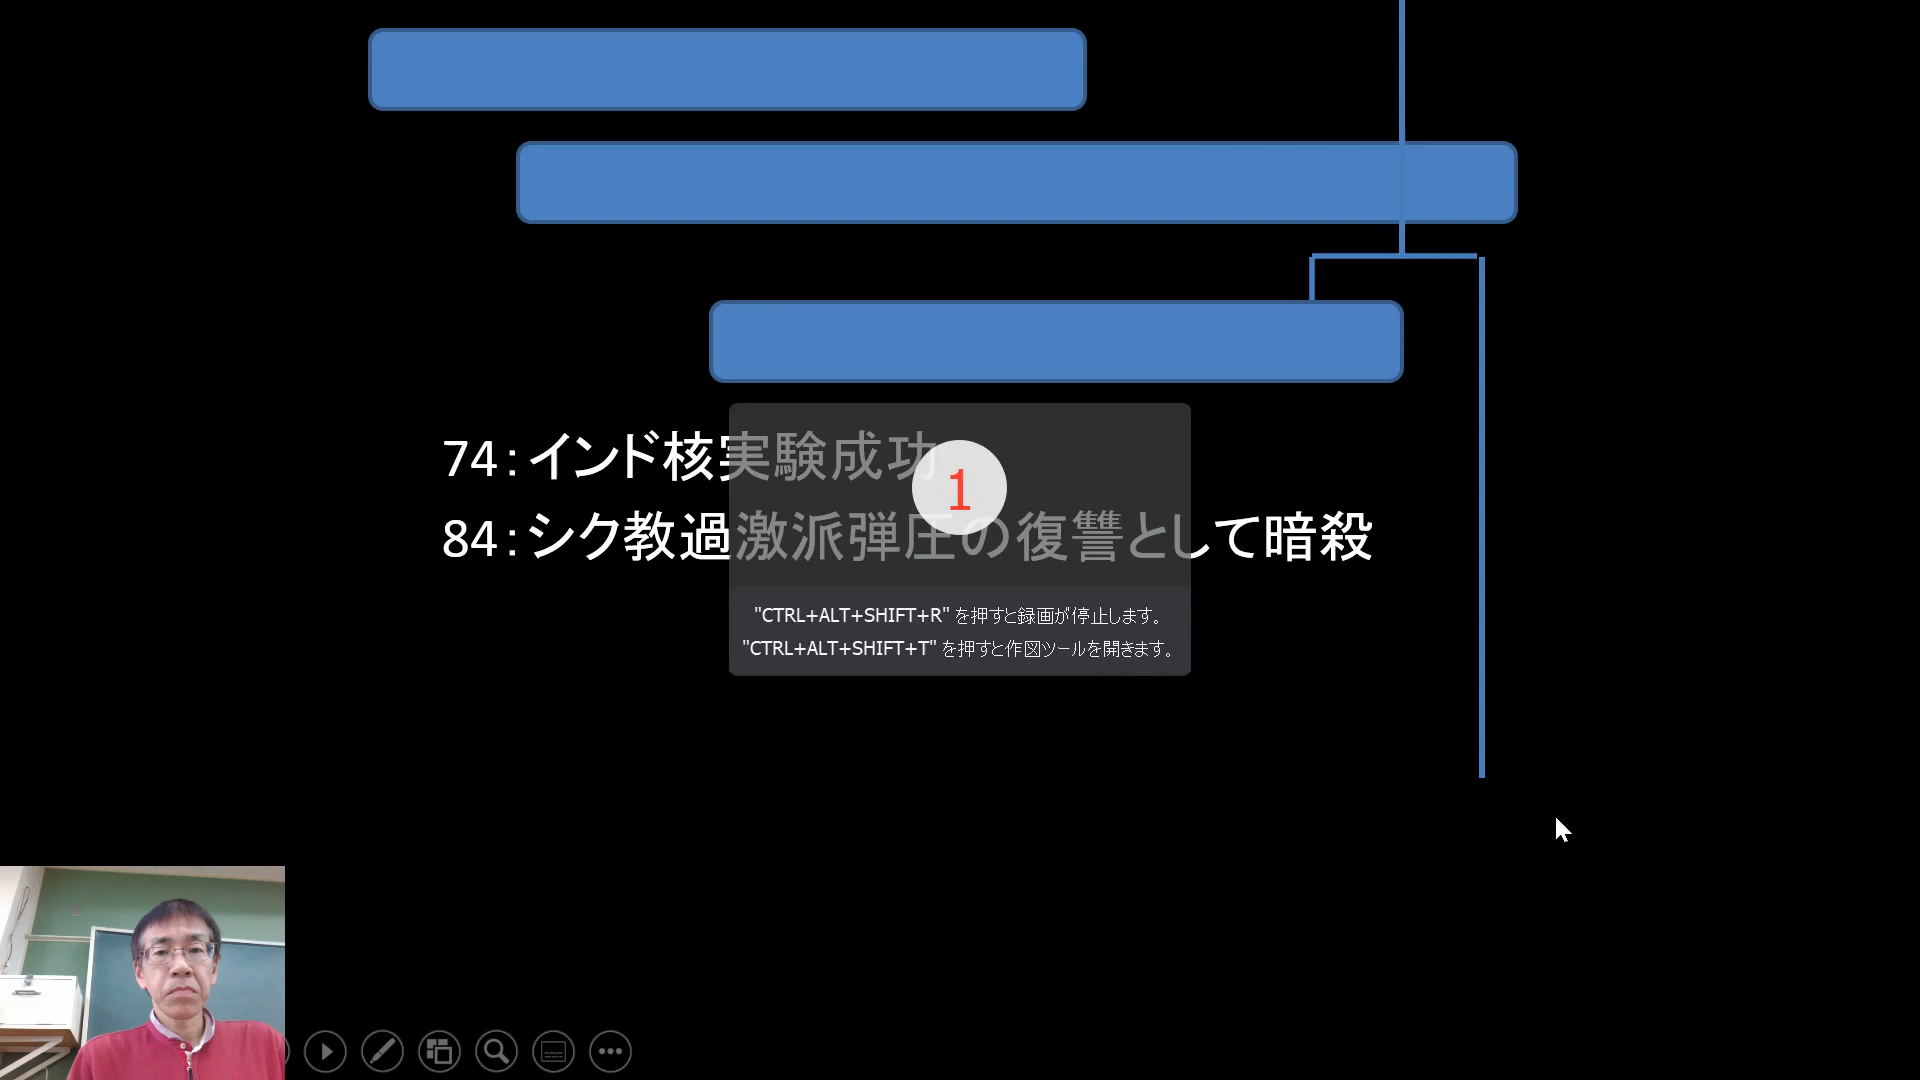 74：インド核実験成功
84：シク教過激派弾圧の復讐として暗殺
1
"CTRL+ALT+SHIFT+R" を押すと録画が停止します。
"CTRL+ALT+SHIFT+T" を押すと作図ツールを開きます。